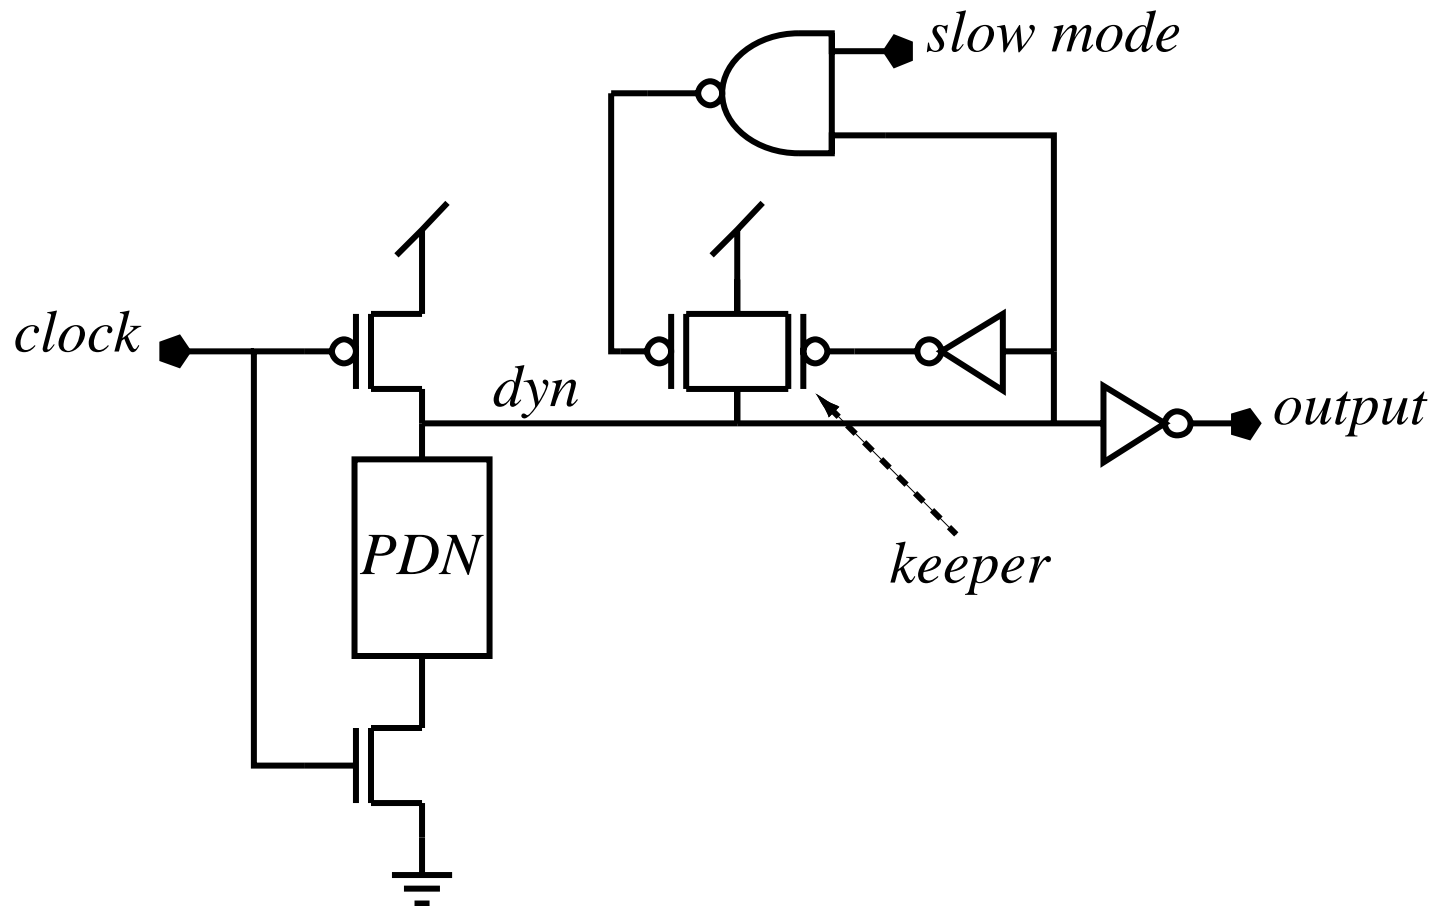 slow mode
clock
dyn
output
PDN
keeper